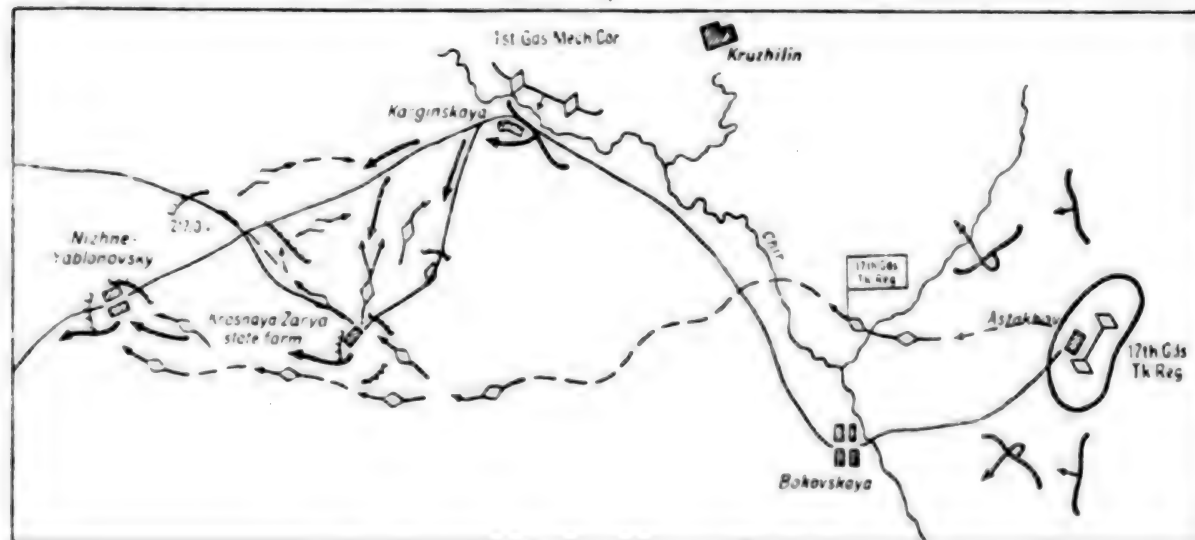 1st Gds Mech Cor
Kruzhilin
Karginskaya
Nizhne-
Yablonovsky
Krasnaya Zarya
state farm
Chir
17th Gds
Tk Reg
Astakhov
17th Gds
Tk Reg
Bokovskaya